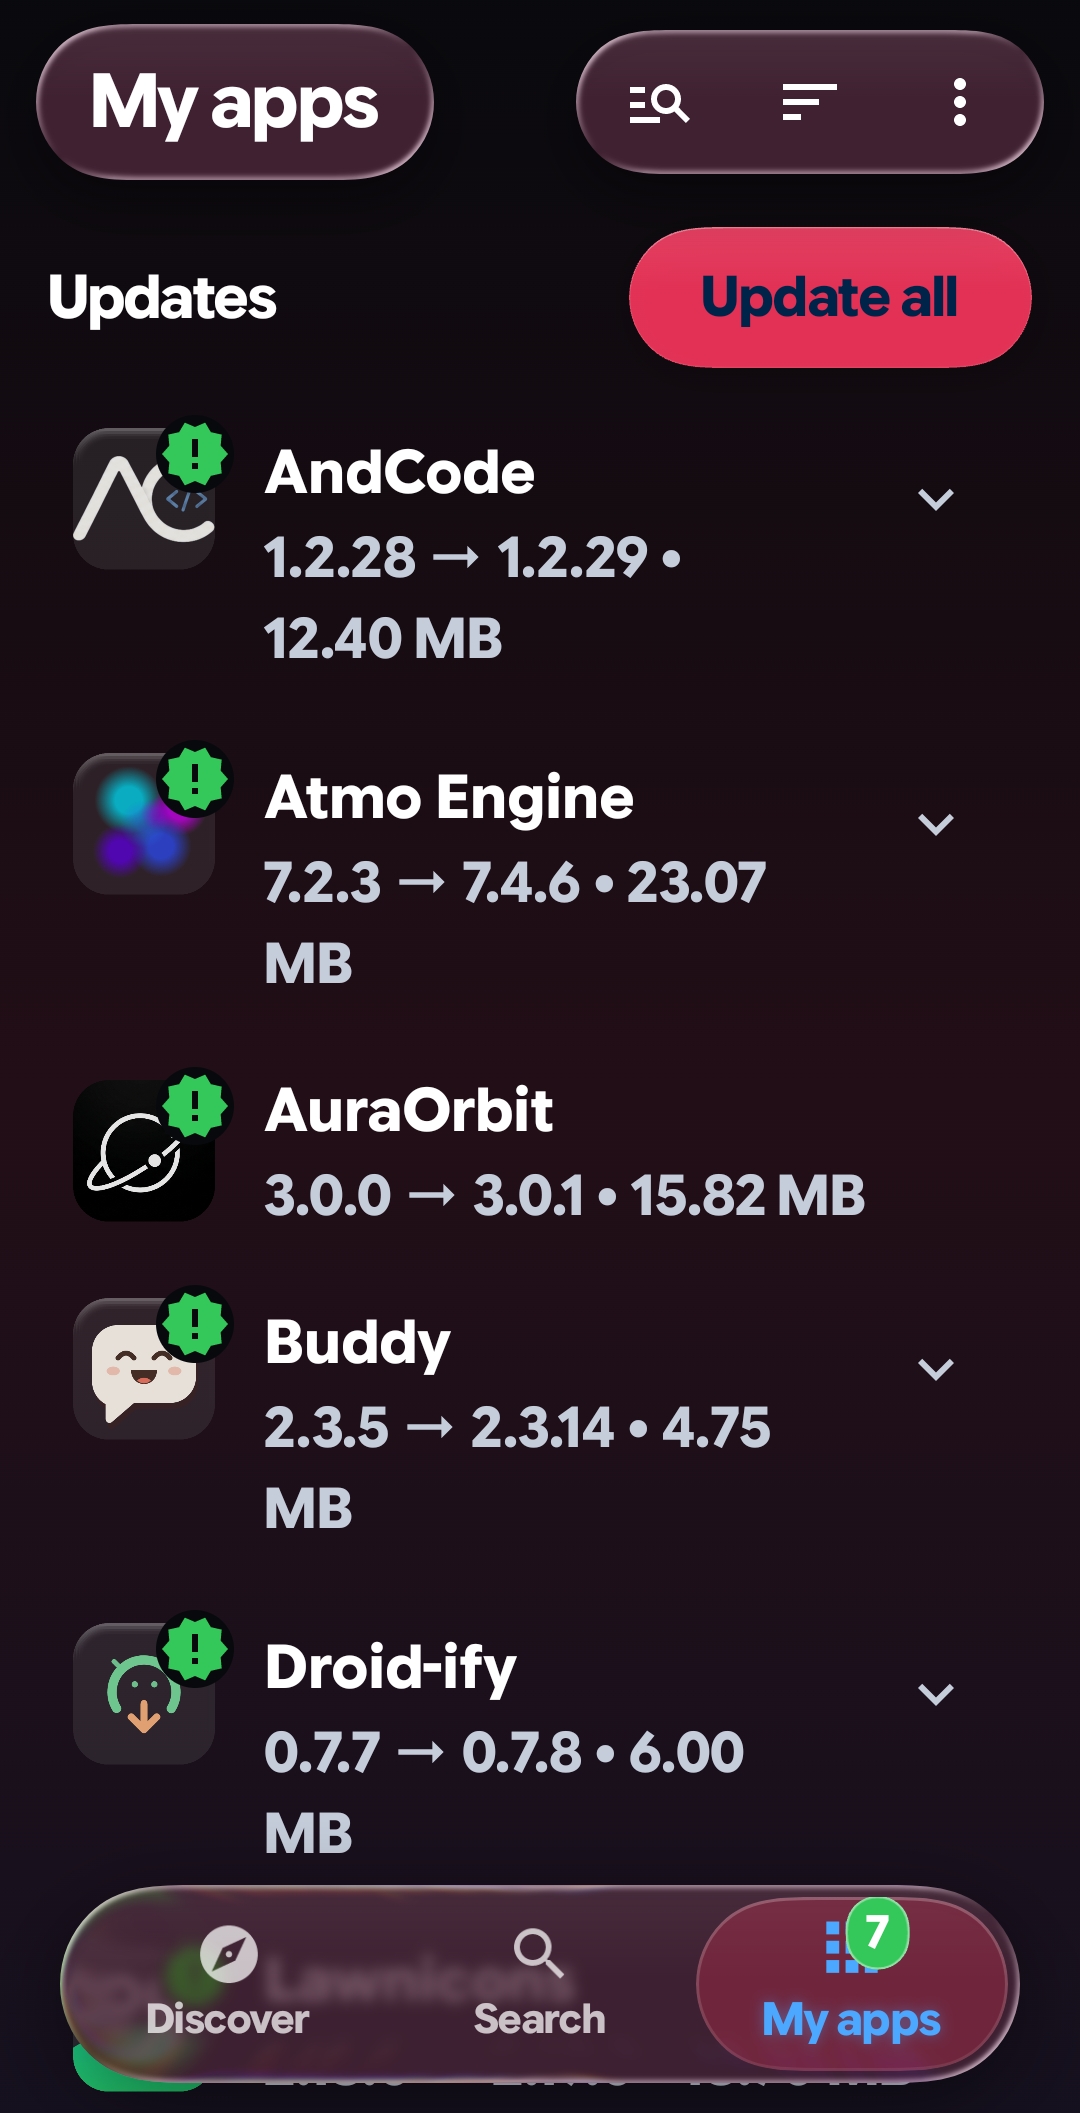 My apps
Updates
Update all
AndCode
1.2.28 → 1.2.29 •
12.40 MB
Atmo Engine
7.2.3 → 7.4.6 • 23.07
MB
AuraOrbit
3.0.0 → 3.0.1 • 15.82 MB
Buddy
2.3.5 → 2.3.14 • 4.75
MB
Droid-ify
0.7.7 → 0.7.8 • 6.00
MB
Lawnicons
7
Discover
Search
My apps